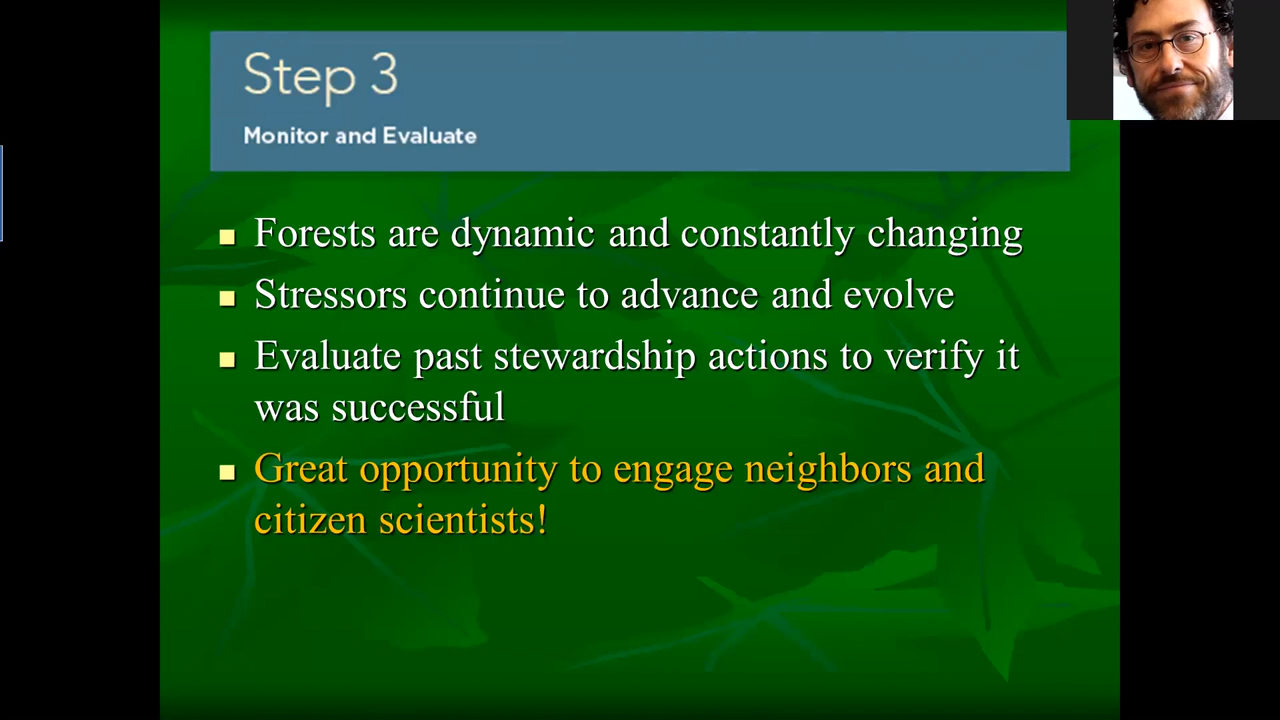 Step 3
Monitor and Evaluate
Forests are dynamic and constantly changing
Stressors continue to advance and evolve
Evaluate past stewardship actions to verify it
was successful
Great opportunity to engage neighbors and
citizen scientists!